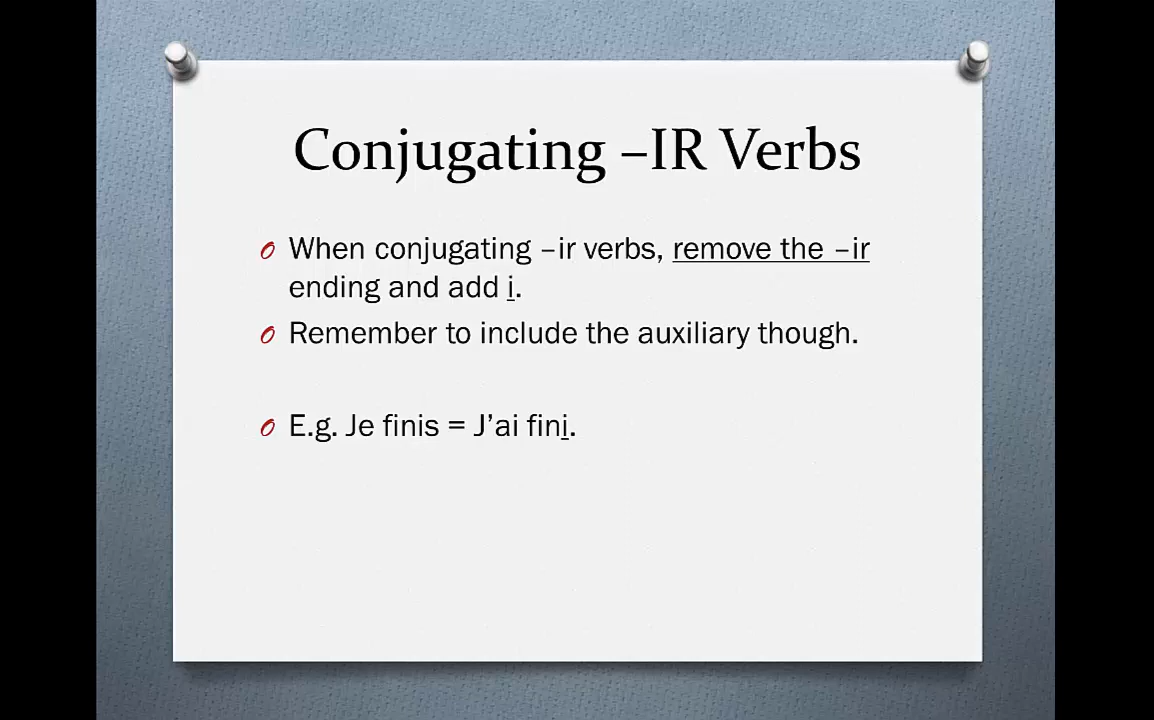 Conjugating –IR Verbs
When conjugating –ir verbs, remove the –ir
ending and add i.
Remember to include the auxiliary though.
E.g. Je finis = J’ai fini.